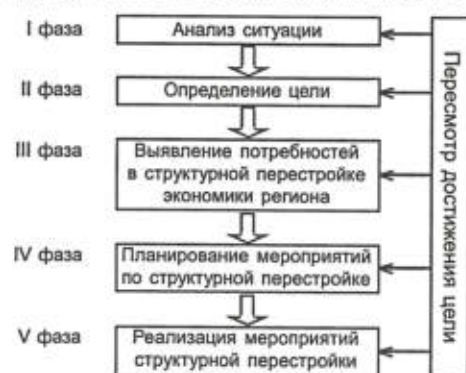 I фаза
Анализ ситуации
II фаза
Определение цели
III фаза
Выявление потребностей
в структурной перестройке
экономики региона
IV фаза
Планирование мероприятий
по структурной перестройке
V фаза
Реализация мероприятий
структурной перестройки
Пересмотр достижения цели